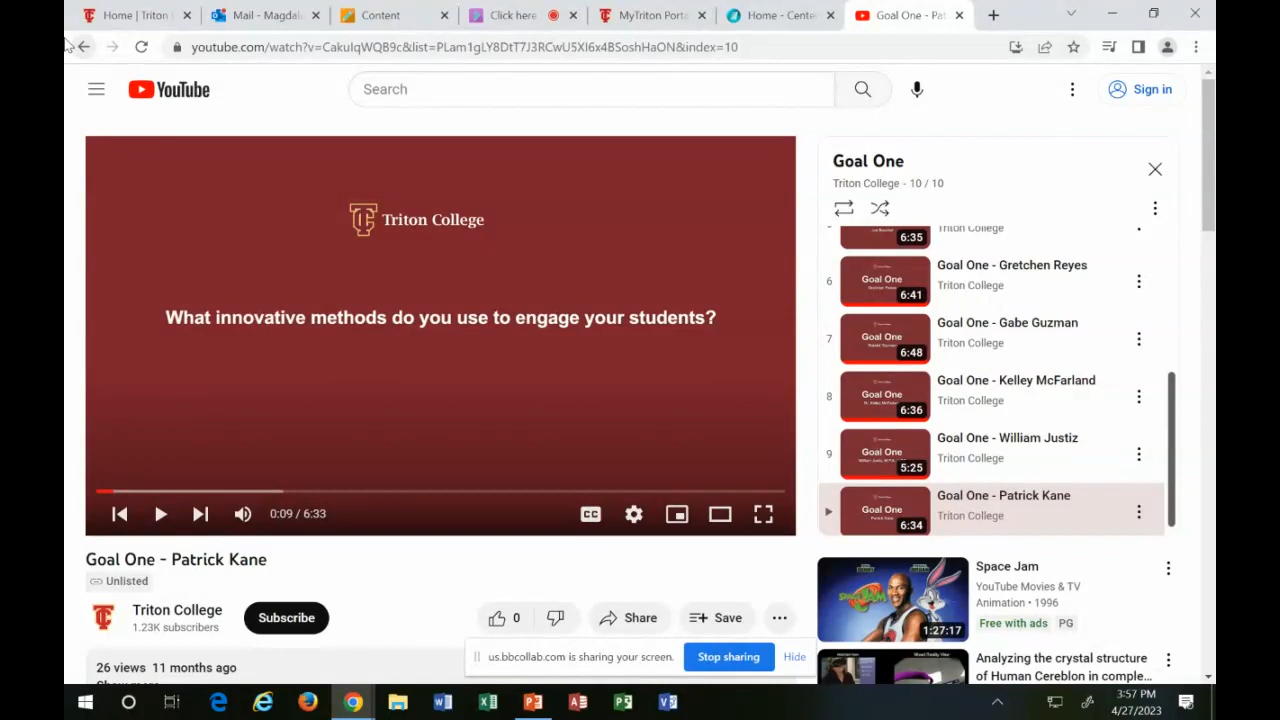 Home | Triton
Mail - Magdalu
Content
Click here
MyTriton Porta
Home - Cente
Goal One - Pat
youtube.com/watch?v=CakuIqWQB9c&list=PLam1gLY8DtT7J3RCwU5XI6x4BSoshHaON&index=10
YouTube
Search
Sign in
Triton College
What innovative methods do you use to engage your students?
0:09 / 6:33
CC
Goal One
Triton College - 10 / 10
6:35
Triton College
6
Goal One
6:41
Goal One - Gretchen Reyes
Triton College
7
Goal One
6:48
Goal One - Gabe Guzman
Triton College
8
Goal One
6:36
Goal One - Kelley McFarland
Triton College
9
Goal One
5:25
Goal One - William Justiz
Triton College
Goal One
Patrick Kane
6:34
Goal One - Patrick Kane
Triton College
Goal One - Patrick Kane
Unlisted
Triton College
1.23K subscribers
Subscribe
0
Share
Save
26 views 11 months ago
us.bbcollab.com is sharing your screen.
Stop sharing
Hide
SPACE JAM
1:27:17
Space Jam
YouTube Movies & TV
Animation • 1996
Free with ads
PG
Analyzing the crystal structure
of Human Cereblon in comple...
3:57 PM
4/27/2023